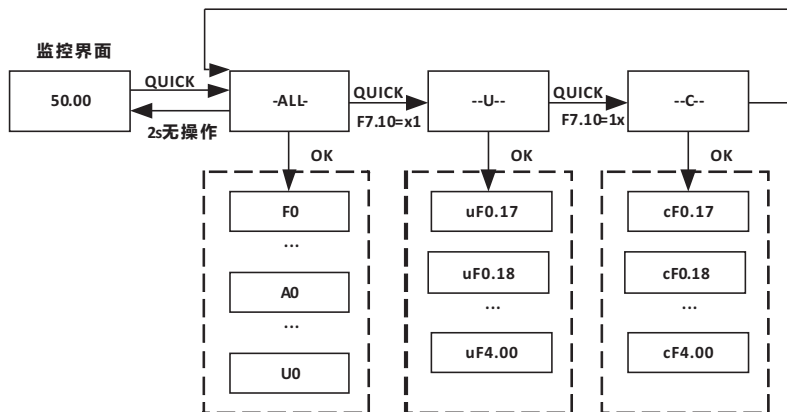 监控界面
50.00
QUICK
2s无操作
-ALL-
QUICK
F7.10=x1
--U--
QUICK
F7.10=1x
--C--
OK
OK
OK
F0
...
A0
...
U0
uF0.17
uF0.18
...
uF4.00
cF0.17
cF0.18
...
cF4.00